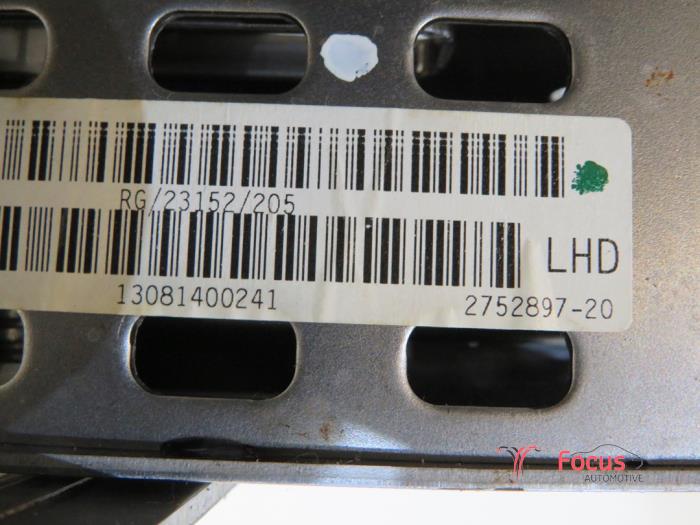 RG/23152/205
LHD
13081400241 2752897-20
Focus
AUTOMOTIVE